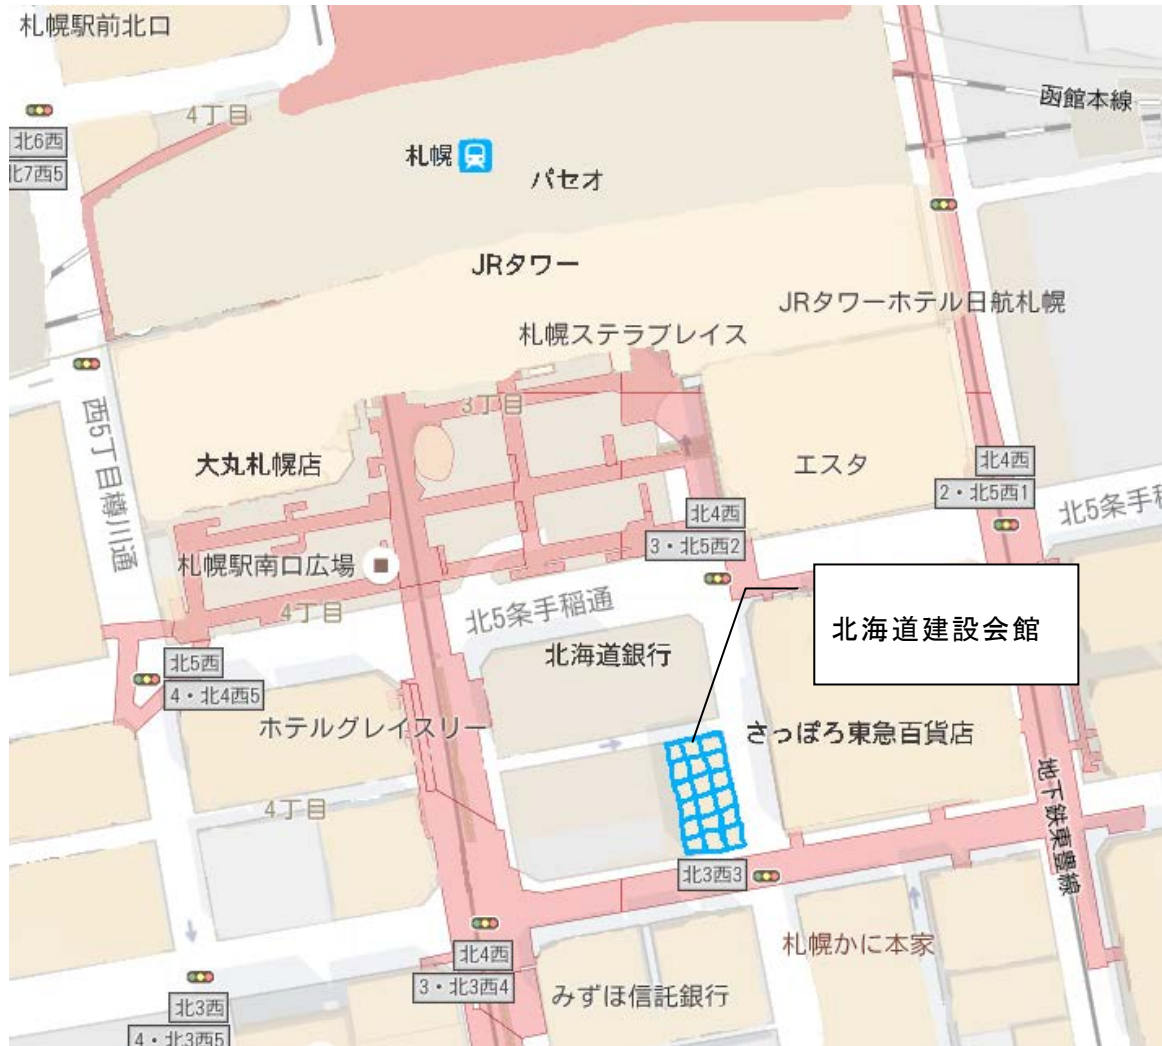 札幌駅前北口
4丁目
函館本線
北6西
北7西5
札幌
パセオ
JRタワー
JRタワーホテル日航札幌
札幌ステラプレイス
3丁目
西5丁目樽川通
大丸札幌店
エスタ
北4西
2・北5西1
北5条手稲
北4西
3・北5西2
札幌駅南口広場
4丁目
北5条手稲通
北海道建設会館
北海道銀行
北5西
4・北4西5
ホテルグレイスリー
さっぽろ東急百貨店
4丁目
地下鉄東豊線
北3西3
札幌かに本家
北4西
3・北3西4
みずほ信託銀行
北3西
4・北3西5